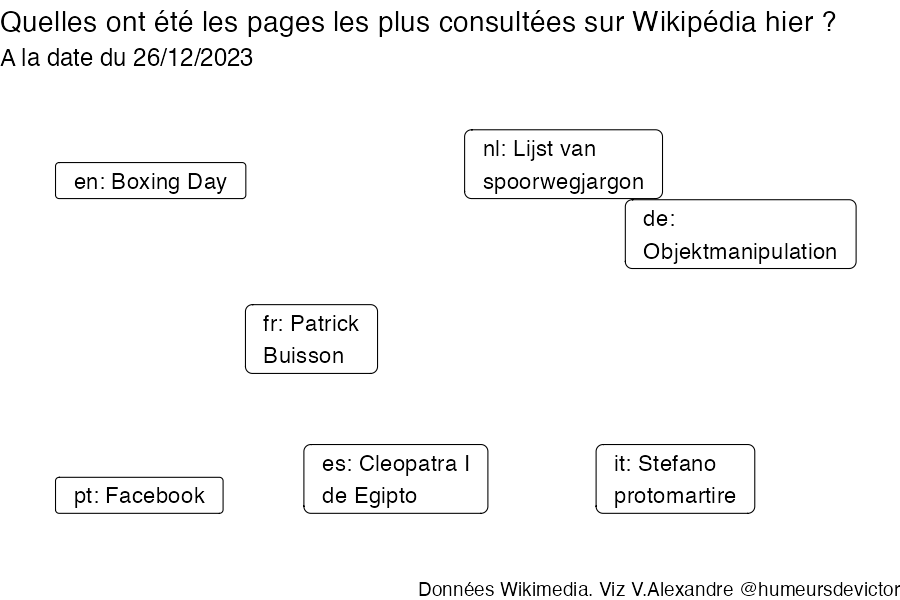 Quelles ont été les pages les plus consultées sur Wikipédia hier ?
A la date du 26/12/2023
en: Boxing Day
nl: Lijst van
spoorwegjargon
de:
Objektmanipulation
fr: Patrick
Buisson
pt: Facebook
es: Cleopatra I
de Egipto
it: Stefano
protomartire
Données Wikimedia. Viz V.Alexandre @humeursdevictor